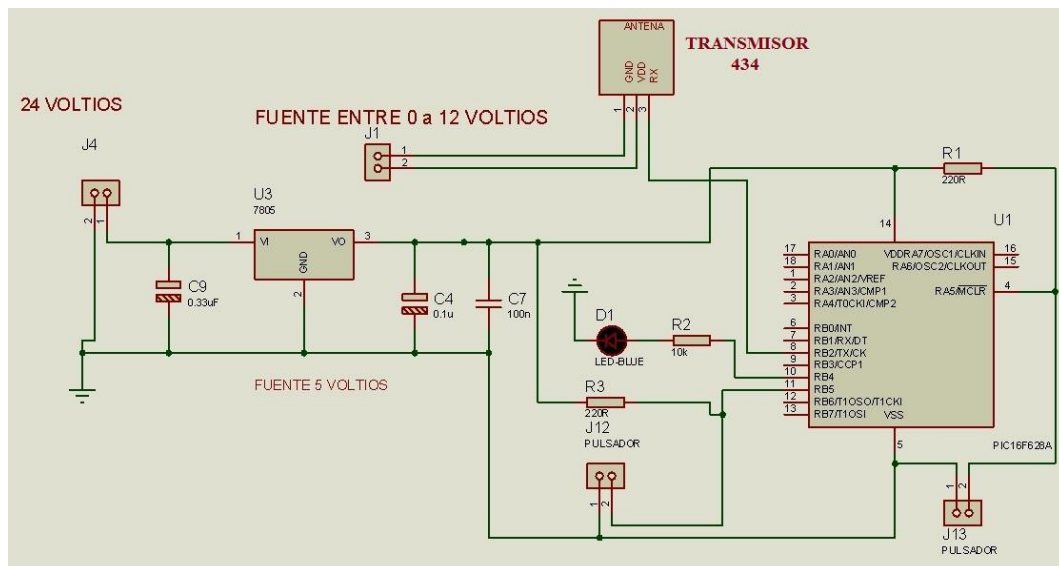 ANTENA
TRANSMISOR
434
GND
VDD
RX
1
2
3
24 VOLTIOS
FUENTE ENTRE 0 a 12 VOLTIOS
J4
J1
1
2
2
1
U3
7805
1
VI
VO
3
GND
2
C9
0.33uF
C4
0.1u
C7
100n
FUENTE 5 VOLTIOS
R1
220R
U1
14
17
RA0/AN0
18
RA1/AN1
1
RA2/AN2/VREF
2
RA3/AN3/CMP1
3
RA4/T0CKI/CMP2
6
RB0/INT
7
RB1/RX/DT
8
RB2/TX/CK
9
RB3/CCP1
10
RB4
11
RB5
12
RB6/T1OSO/T1CKI
13
RB7/T1OSI
VDDRA7/OSC1/CLKIN
16
RA6/OSC2/CLKOUT
15
RA5/MCLR
4
VSS
5
PIC16F628A
D1
LED-BLUE
R2
10k
R3
220R
J12
PULSADOR
1
2
1
2
J13
PULSADOR